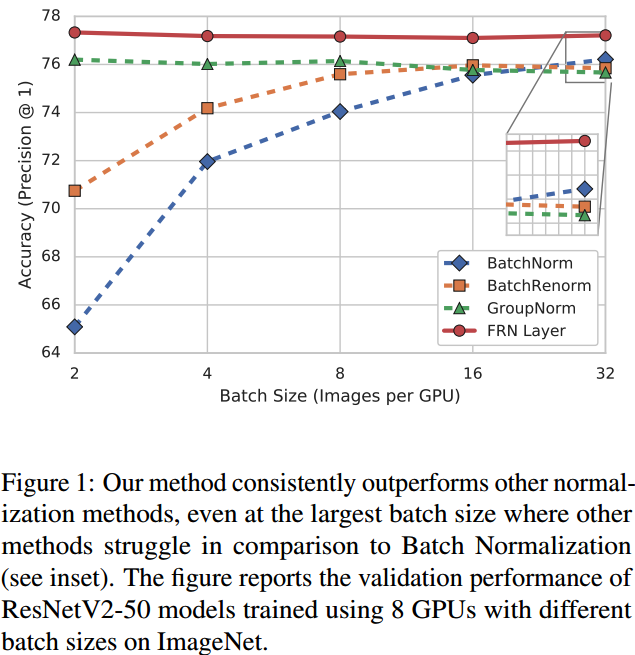 78
76
74
72
70
68
66
64
Accuracy (Precision @ 1)
2
4
8
16
32
Batch Size (Images per GPU)
BatchNorm
BatchRenorm
GroupNorm
FRN Layer
Figure 1: Our method consistently outperforms other normal-
ization methods, even at the largest batch size where other
methods struggle in comparison to Batch Normalization
(see inset). The figure reports the validation performance of
ResNetV2-50 models trained using 8 GPUs with different
batch sizes on ImageNet.